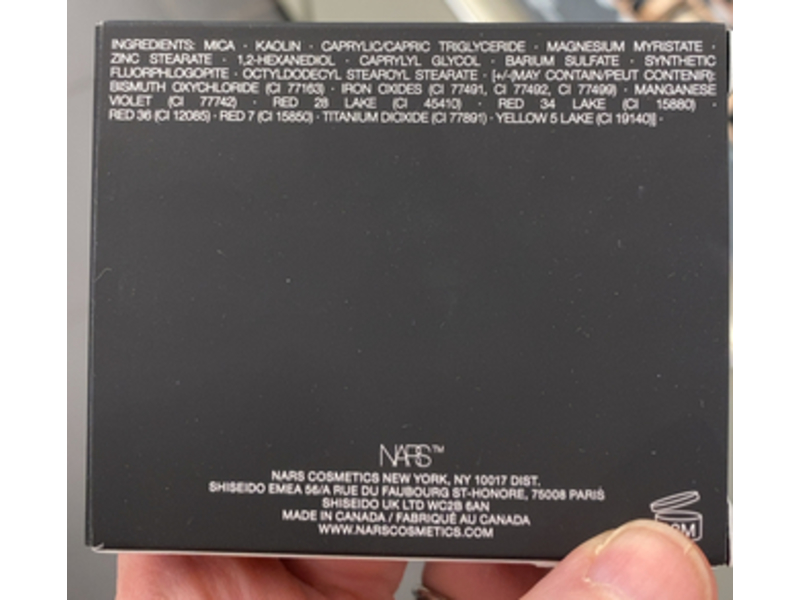 INGREDIENTS: MICA · KAOLIN · CAPRYLIC/CAPRIC TRIGLYCERIDE · MAGNESIUM MYRISTATE ·
ZINC STEARATE · 1,2-HEXANEDIOL · CAPRYLYL GLYCOL · BARIUM SULFATE · SYNTHETIC
FLUORPHLOGOPITE · OCTYLDODECYL STEAROYL STEARATE · [+/-(MAY CONTAIN/PEUT CONTENIR):
BISMUTH OXYCHLORIDE (CI 77163) · IRON OXIDES (CI 77491, CI 77492, CI 77499) · MANGANESE
VIOLET (CI 77742) · RED 28 LAKE (CI 45410) · RED 34 LAKE (CI 15880) ·
RED 36 (CI 12085) · RED 7 (CI 15850) · TITANIUM DIOXIDE (CI 77891) · YELLOW 5 LAKE (CI 19140)] ·
NARS™
NARS COSMETICS NEW YORK, NY 10017 DIST.
SHISEIDO EMEA 56/A RUE DU FAUBOURG ST-HONORE, 75008 PARIS
SHISEIDO UK LTD WC2B 6AN
MADE IN CANADA / FABRIQUÉ AU CANADA
WWW.NARSCOSMETICS.COM